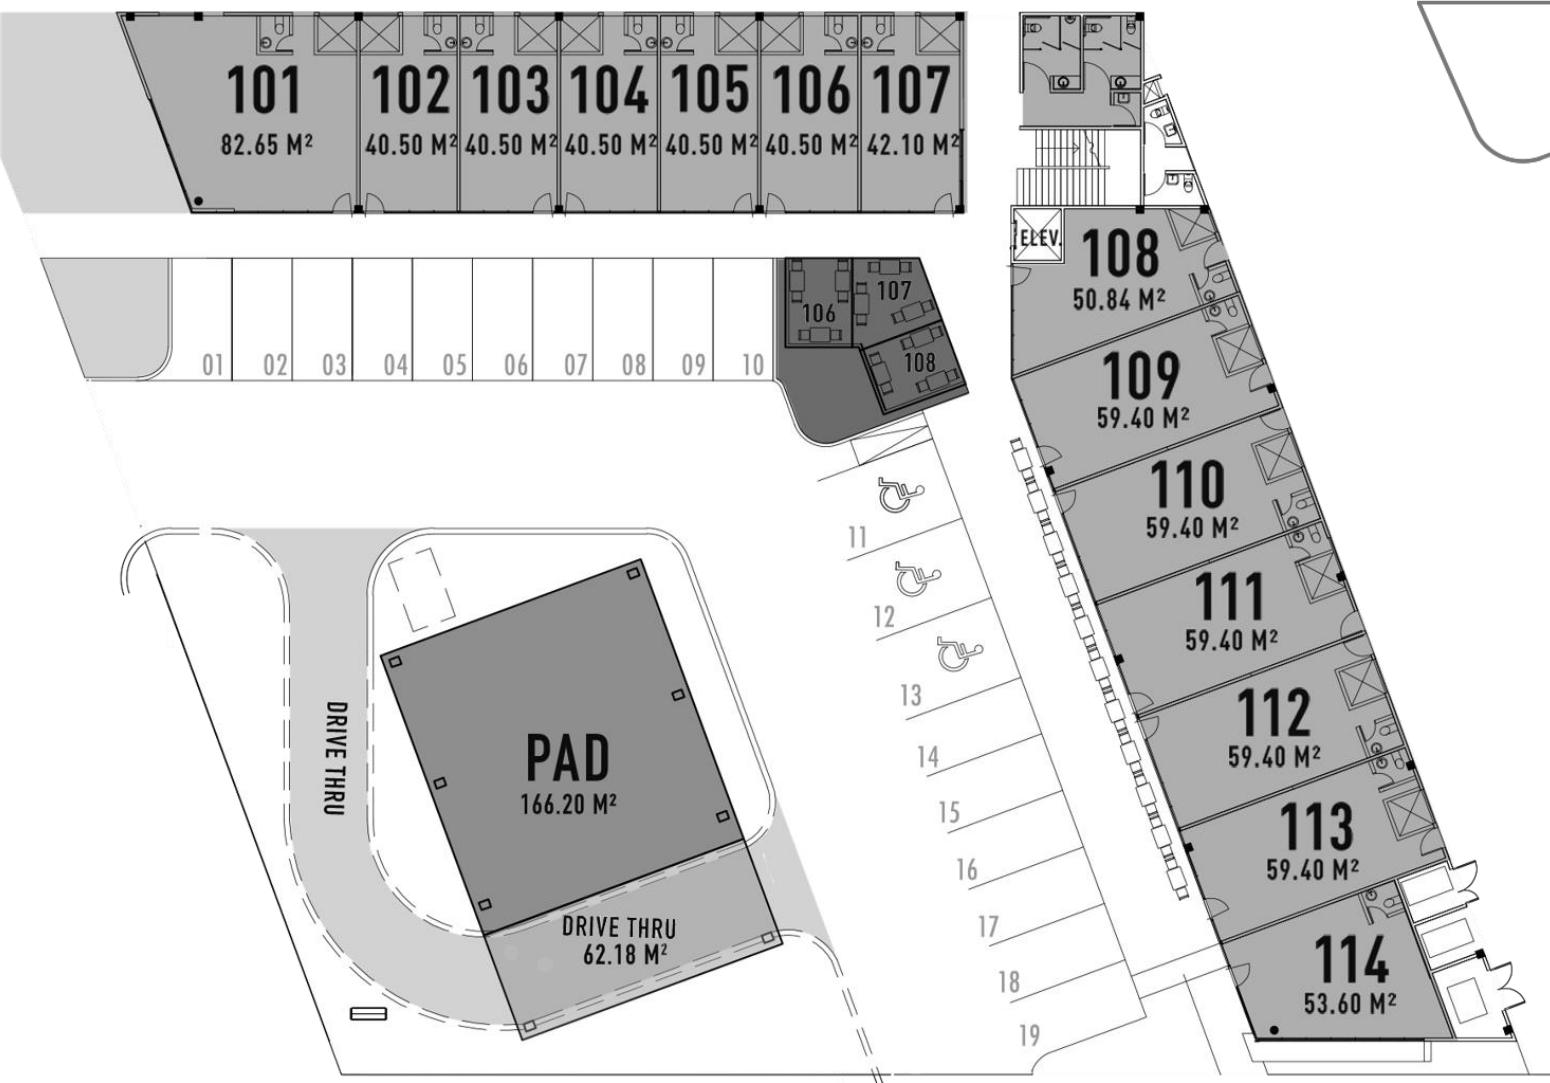 101
82.65 M²
102
40.50 M²
103
40.50 M²
104
40.50 M²
105
40.50 M²
106
40.50 M²
107
42.10 M²
ELEV.
108
50.84 M²
109
59.40 M²
110
59.40 M²
111
59.40 M²
112
59.40 M²
113
59.40 M²
114
53.60 M²
106
107
108
01
02
03
04
05
06
07
08
09
10
11
12
13
14
15
16
17
18
19
DRIVE THRU
PAD
166.20 M²
DRIVE THRU
62.18 M²